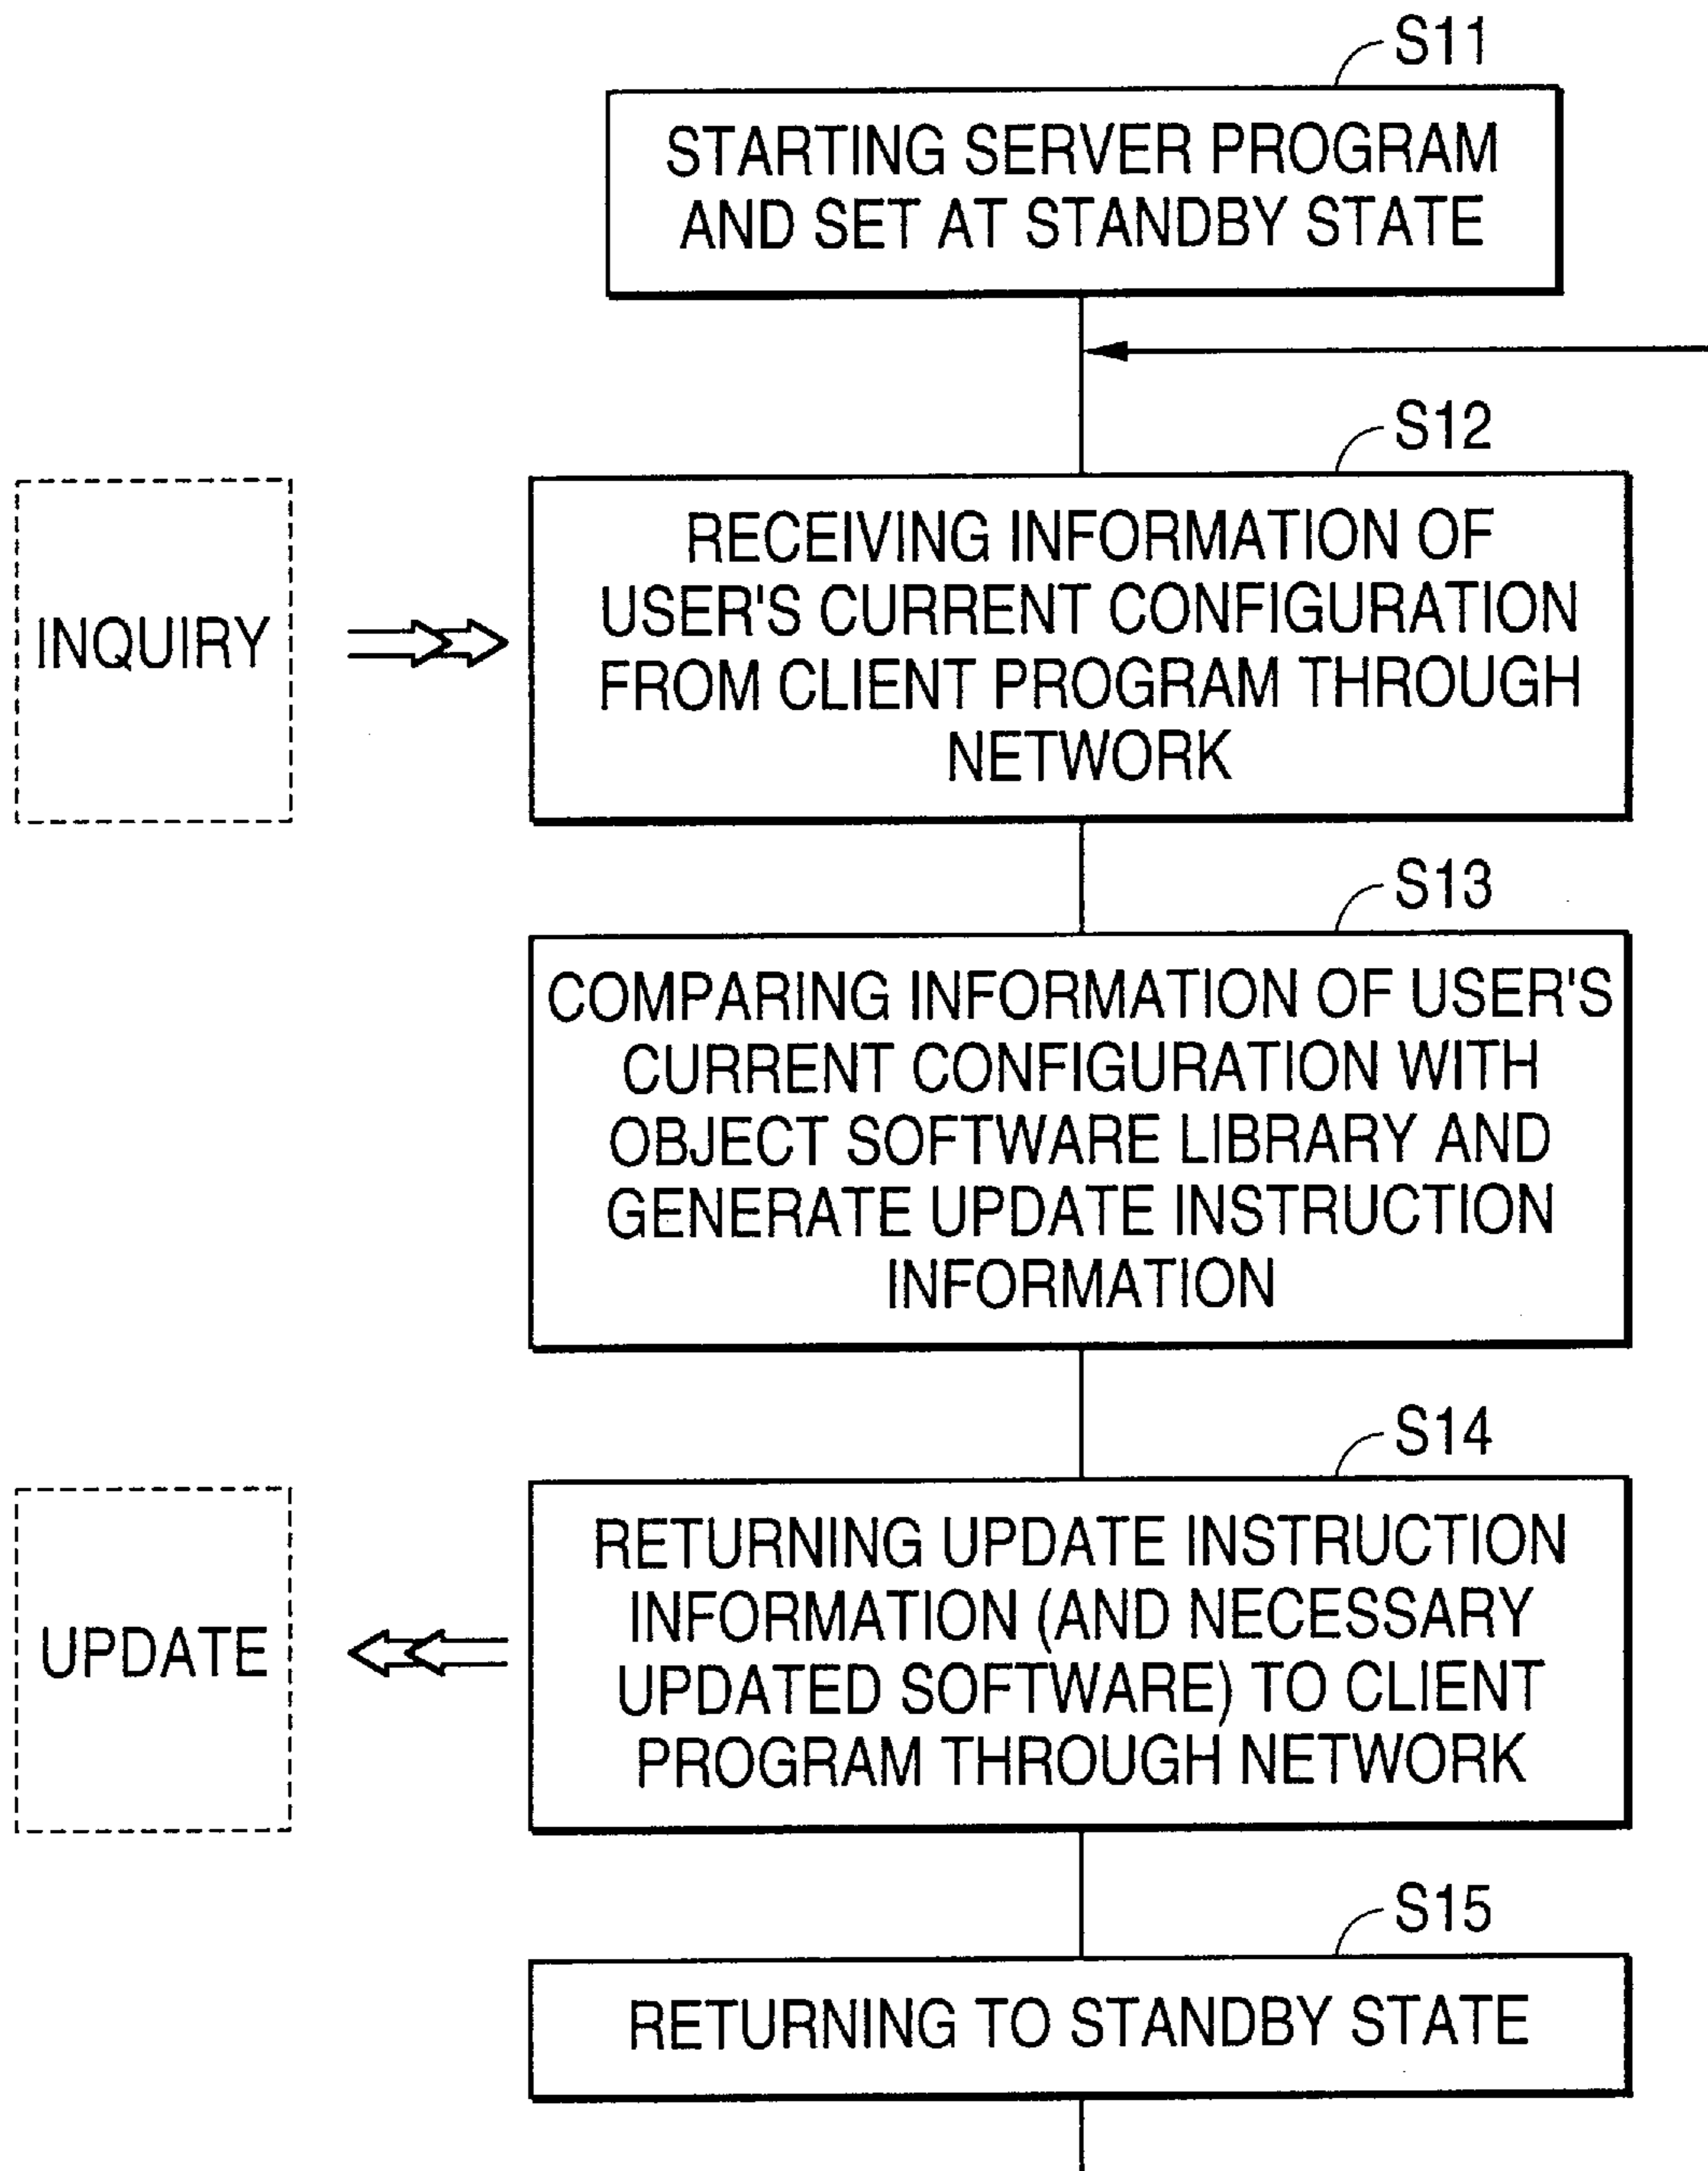 S11
STARTING SERVER PROGRAM
AND SET AT STANDBY STATE
S12
INQUIRY
RECEIVING INFORMATION OF
USER'S CURRENT CONFIGURATION
FROM CLIENT PROGRAM THROUGH
NETWORK
S13
COMPARING INFORMATION OF USER'S
CURRENT CONFIGURATION WITH
OBJECT SOFTWARE LIBRARY AND
GENERATE UPDATE INSTRUCTION
INFORMATION
S14
UPDATE
RETURNING UPDATE INSTRUCTION
INFORMATION (AND NECESSARY
UPDATED SOFTWARE) TO CLIENT
PROGRAM THROUGH NETWORK
S15
RETURNING TO STANDBY STATE